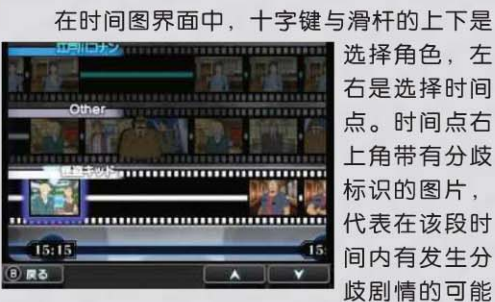 在时间图界面中，十字键与滑杆的上下是
选择角色，左
右是选择时间
点。时间点右
上角带有分歧
标识的图片，
代表在该段时
间内有发生分
歧剧情的可能
江戸川コナン
Other
怪盗キッド
15:15
15:
B 戻る